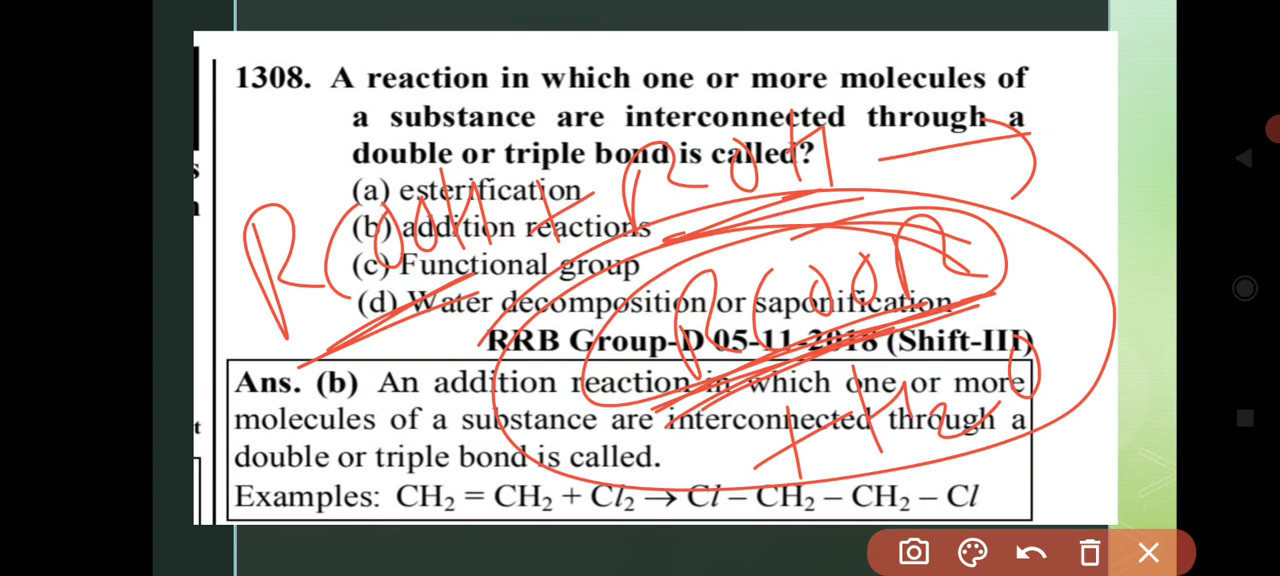 1308. A reaction in which one or more molecules of
a substance are interconnected through a
double or triple bond is called?
(a) esterification
(b) addition reactions
(c) Functional group
(d) Water decomposition or saponification
RRB Group-D 05-11-2018 (Shift-III)
Ans. (b) An addition reaction in which one or more
molecules of a substance are interconnected through a
double or triple bond is called.
Examples: CH₂ = CH₂ + Cl₂ → Cl – CH₂ – CH₂ – Cl
RCOOH + ROH →
RCOOR
+ H₂O
t